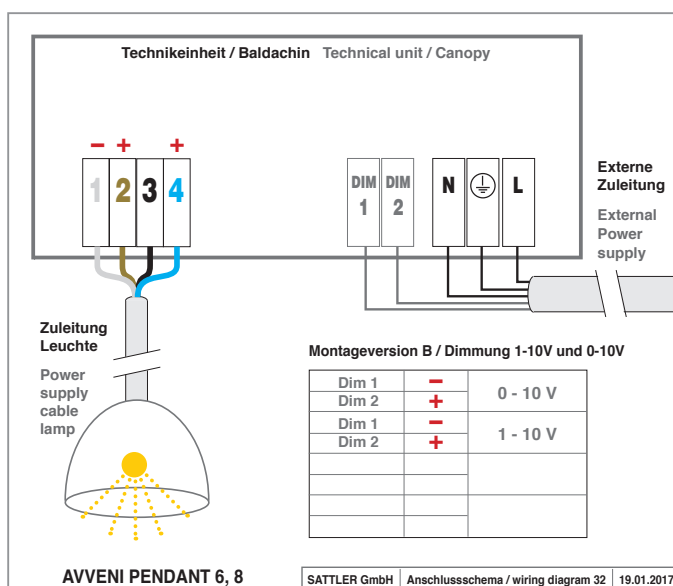 Technikeinheit / Baldachin Technical unit / Canopy
− + +
1 2 3 4
DIM 1 DIM 2 N L
Externe
Zuleitung
External
Power
supply
Zuleitung
Leuchte
Power
supply
cable
lamp
Montageversion B / Dimmung 1-10V und 0-10V
Dim 1 − 0 - 10 V
Dim 2 +
Dim 1 − 1 - 10 V
Dim 2 +
AVVENI PENDANT 6, 8
SATTLER GmbH Anschlussschema / wiring diagram 32 19.01.2017